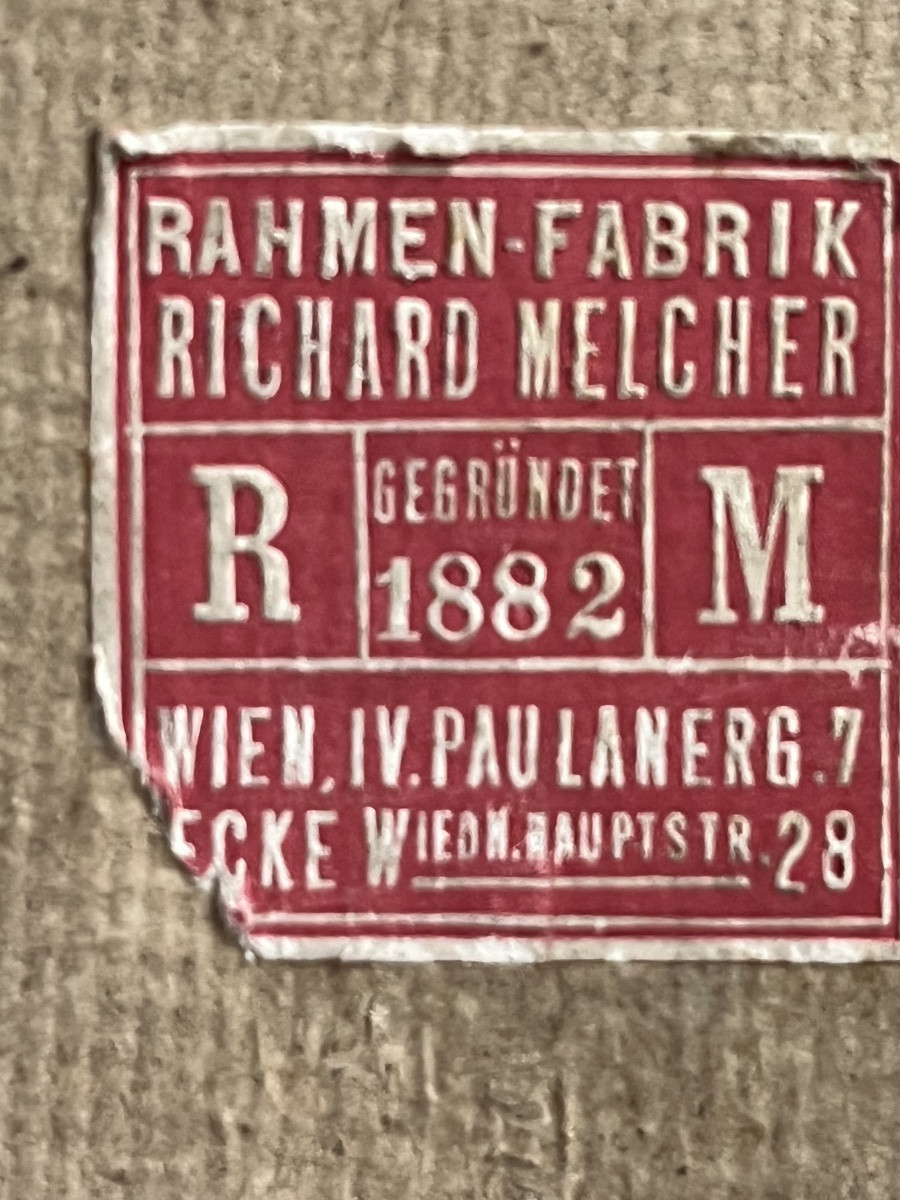 RAHMEN-FABRIK
RICHARD MELCHER
R GEGRÜNDET M
1882
WIEN, IV. PAULANERG. 7
ECKE WIEDN. HAUPTSTR. 28